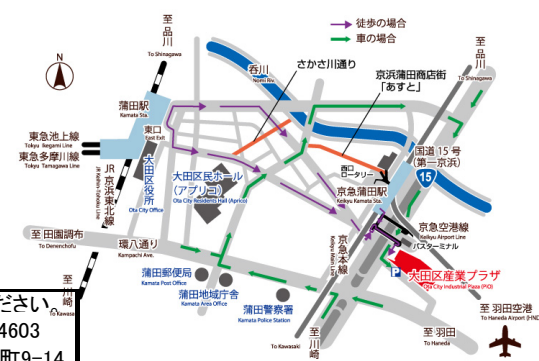 徒歩の場合
車の場合
至品川
To Shinagawa
N
呑川
Nomi Riv.
さかさ川通り
京浜蒲田商店街
「あすと」
至品川
To Shinagawa
蒲田駅
Kamata Sta.
東口
East Exit
東急池上線
Tokyu Ikegami Line
東急多摩川線
Tokyu Tamagawa Line
JR京浜東北線
JR Keihin Tohoku Line
大田区役所
Ota City Office
大田区民ホール
(アプリコ)
Ota City Residents Hall (Aprico)
国道15号
(第一京浜)
15
西口
ロータリー
京急蒲田駅
Keikyu Kamata Sta.
京急空港線
Keikyu Airport Line
バスターミナル
至 田園調布
To Denenchofu
環八通り
Kampachi Ave.
京急本線
Keikyu Main Line
P
大田区産業プラザ
Ota City Industrial Plaza (PiO)
蒲田郵便局
Kamata Post Office
蒲田地域庁舎
Kamata Area Office
蒲田警察署
Kamata Police Station
至川崎
To Kawasa
至川崎
To Kawasaki
至 羽田
To Haneda
至 羽田空港
To Haneda Airport (HND
ださい。
4603
町9-14